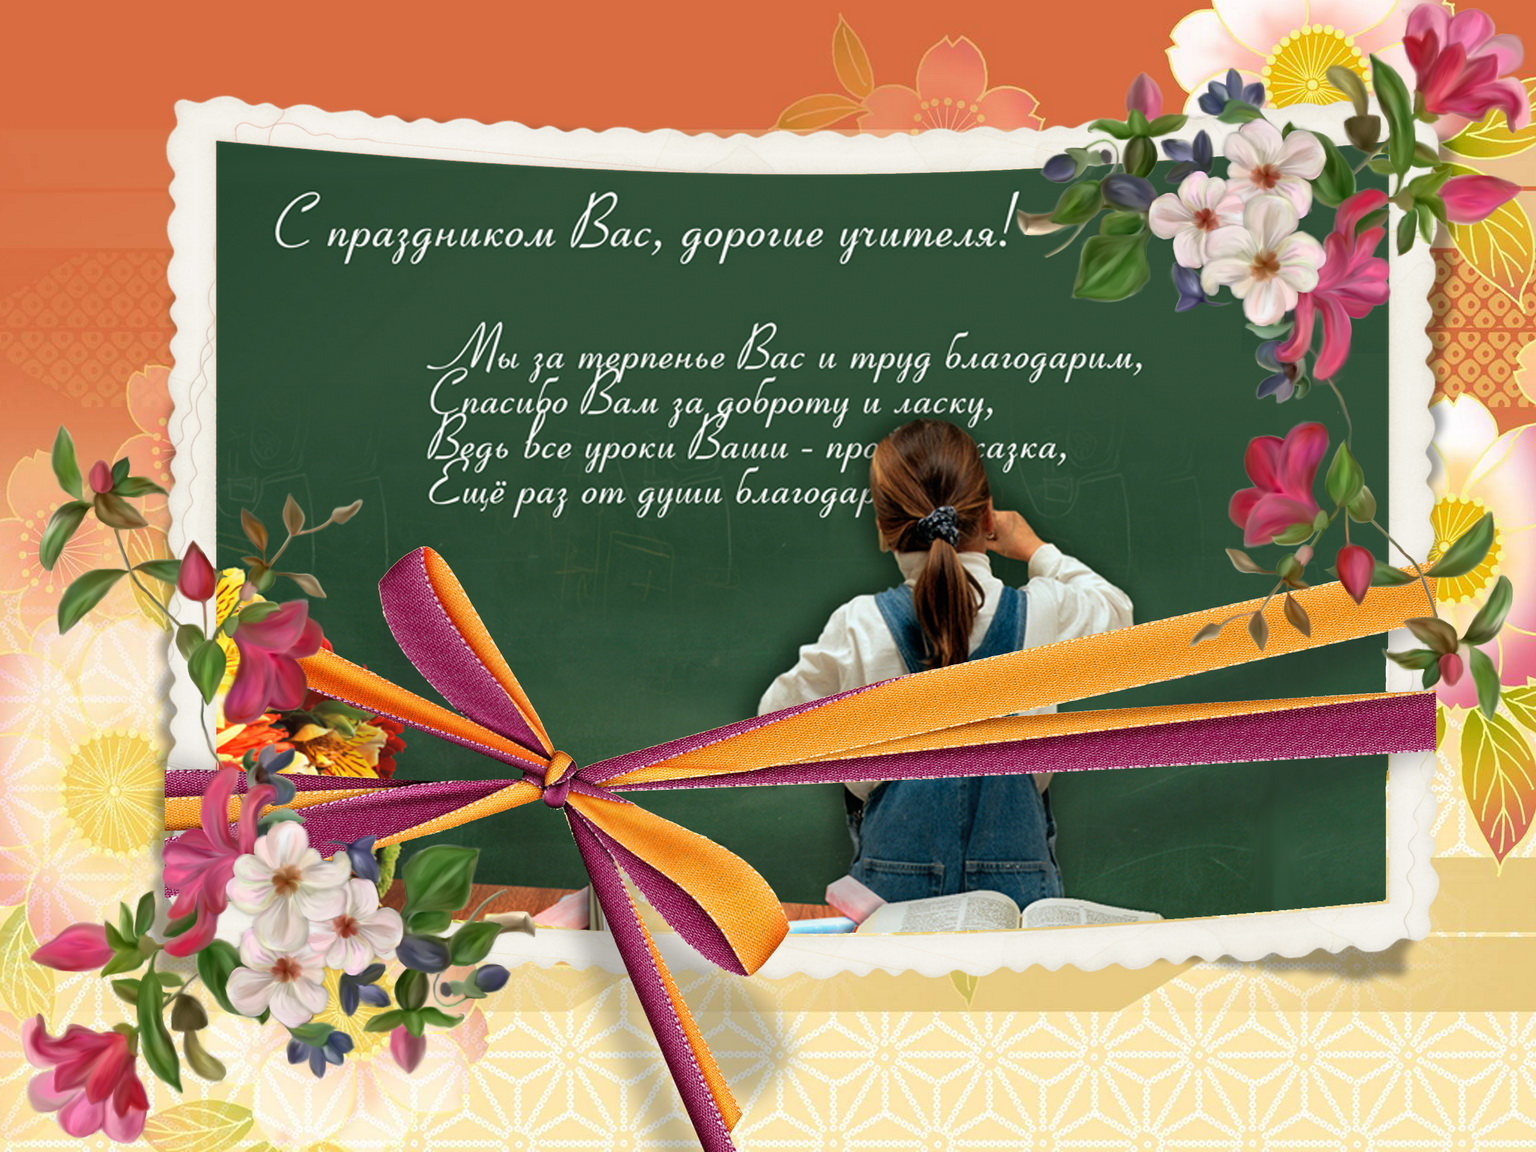 С праздником Вас, дорогие учителя!
Мы за терпенье Вас и труд благодарим,
Спасибо Вам за доброту и ласку,
Ведь все уроки Ваши -
Ещё раз от души